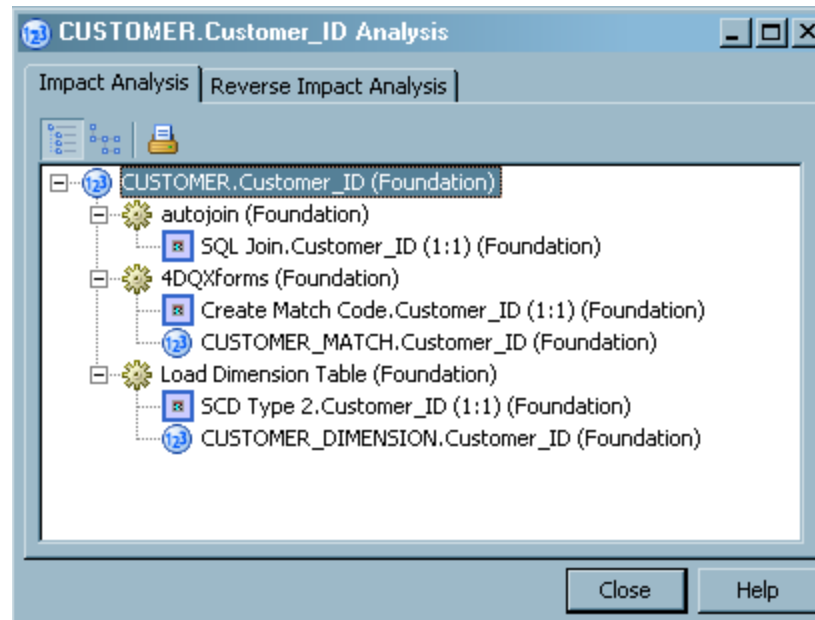 CUSTOMER.Customer_ID Analysis
Impact Analysis
Reverse Impact Analysis
CUSTOMER.Customer_ID (Foundation)
autojoin (Foundation)
SQL Join.Customer_ID (1:1) (Foundation)
4DQXforms (Foundation)
Create Match Code.Customer_ID (1:1) (Foundation)
CUSTOMER_MATCH.Customer_ID (Foundation)
Load Dimension Table (Foundation)
SCD Type 2.Customer_ID (1:1) (Foundation)
CUSTOMER_DIMENSION.Customer_ID (Foundation)
Close
Help